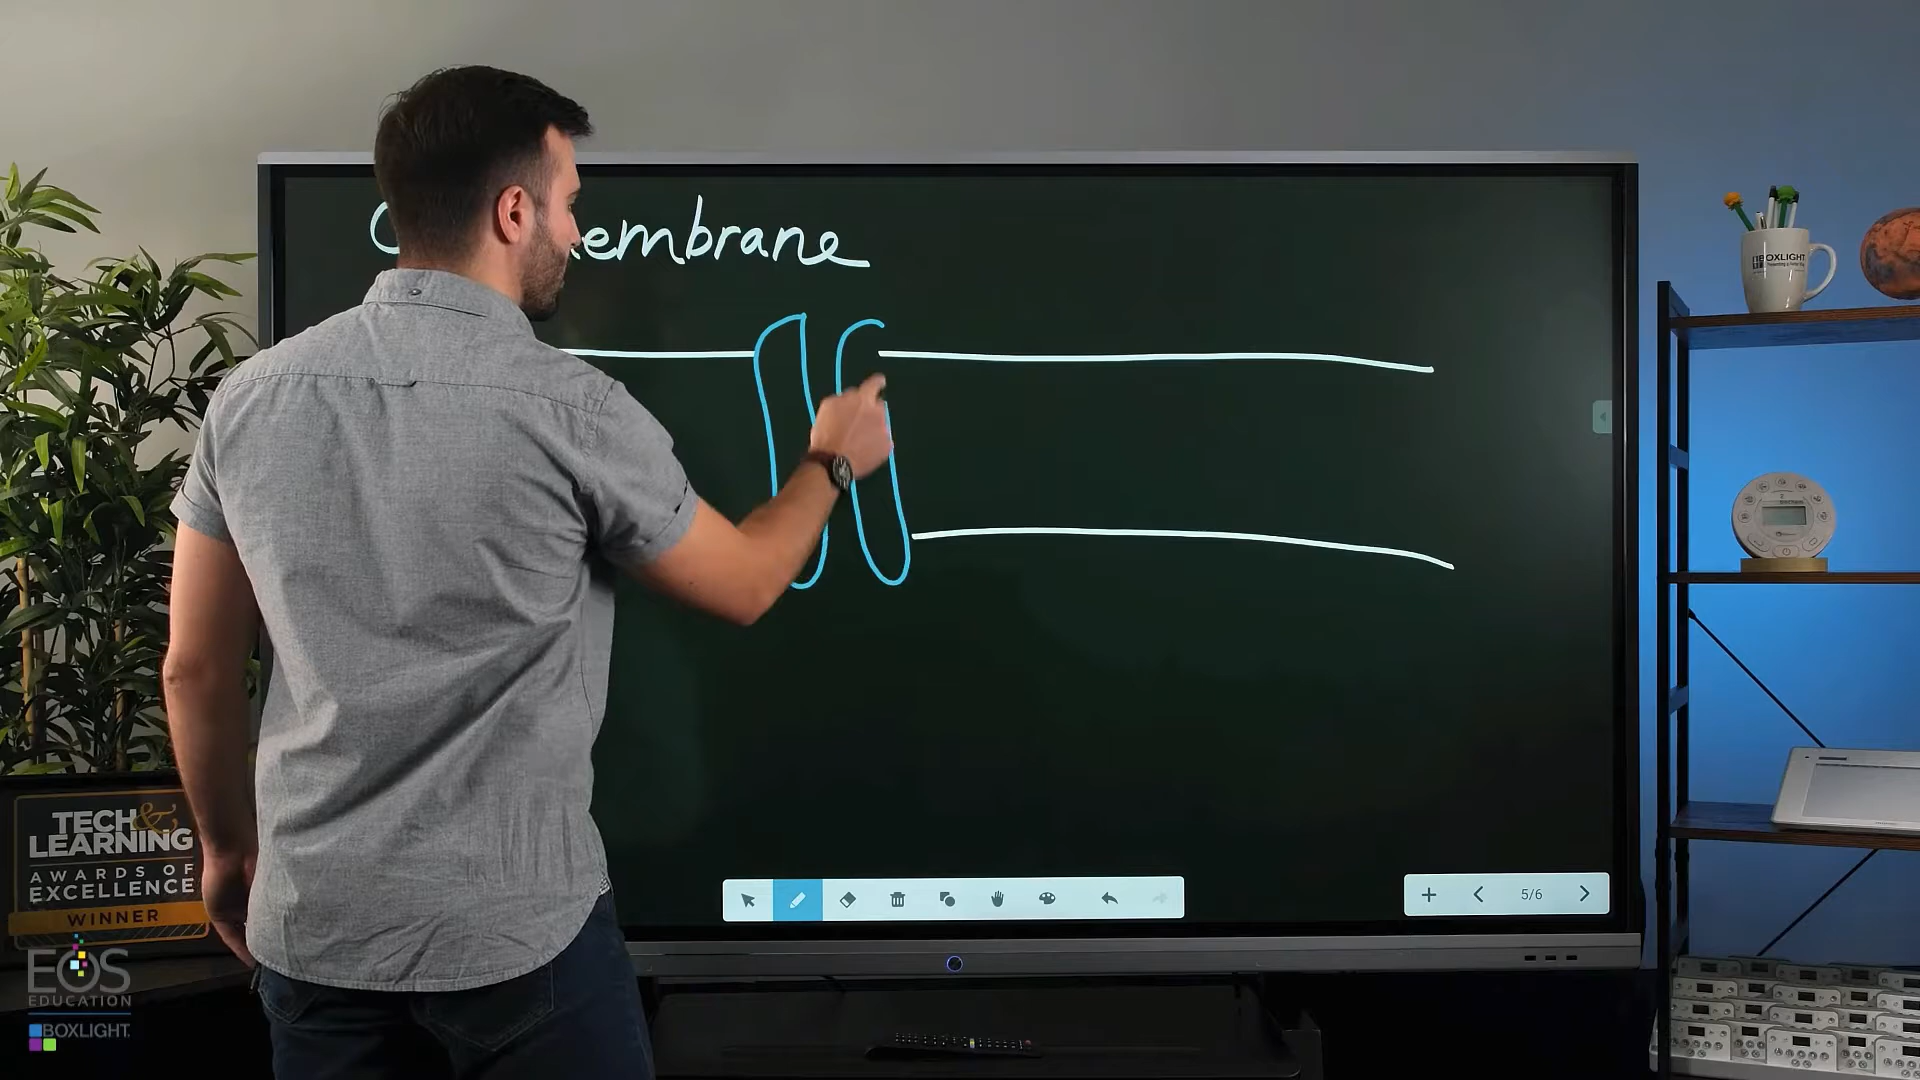 embrane
BOXLIGHT
TECH & LEARNING
AWARDS OF
EXCELLENCE
WINNER
5/6
EOS
EDUCATION
BOXLIGHT